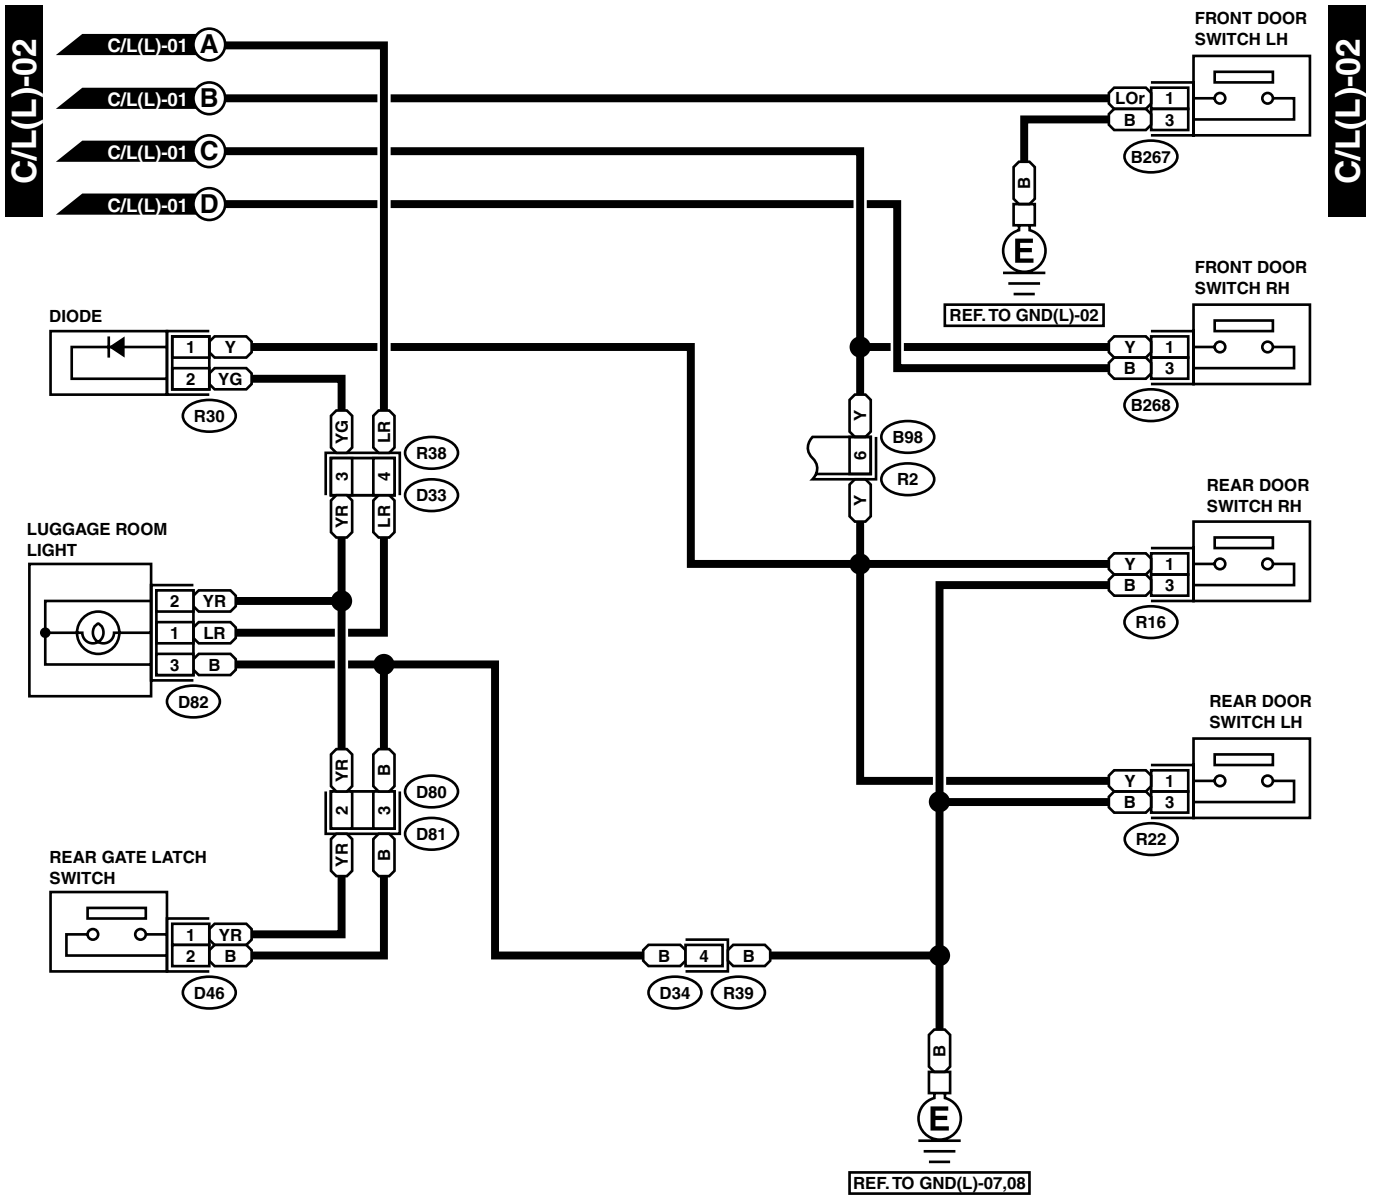 C/L(L)-02
C/L(L)-01 A
C/L(L)-01 B
C/L(L)-01 C
C/L(L)-01 D
FRONT DOOR
SWITCH LH
LOr 1
B 3
B267
B
E
REF. TO GND(L)-02
C/L(L)-02
FRONT DOOR
SWITCH RH
Y 1
B 3
B268
DIODE
1 Y
2 YG
R30
YG LR
R38
3 4
D33
YR LR
Y
B98
6
R2
Y
REAR DOOR
SWITCH RH
Y 1
B 3
R16
LUGGAGE ROOM
LIGHT
2 YR
1 LR
3 B
D82
REAR DOOR
SWITCH LH
Y 1
B 3
R22
YR B
D80
2 3
D81
YR B
REAR GATE LATCH
SWITCH
1 YR
2 B
D46
B 4 B
D34 R39
B
E
REF. TO GND(L)-07,08